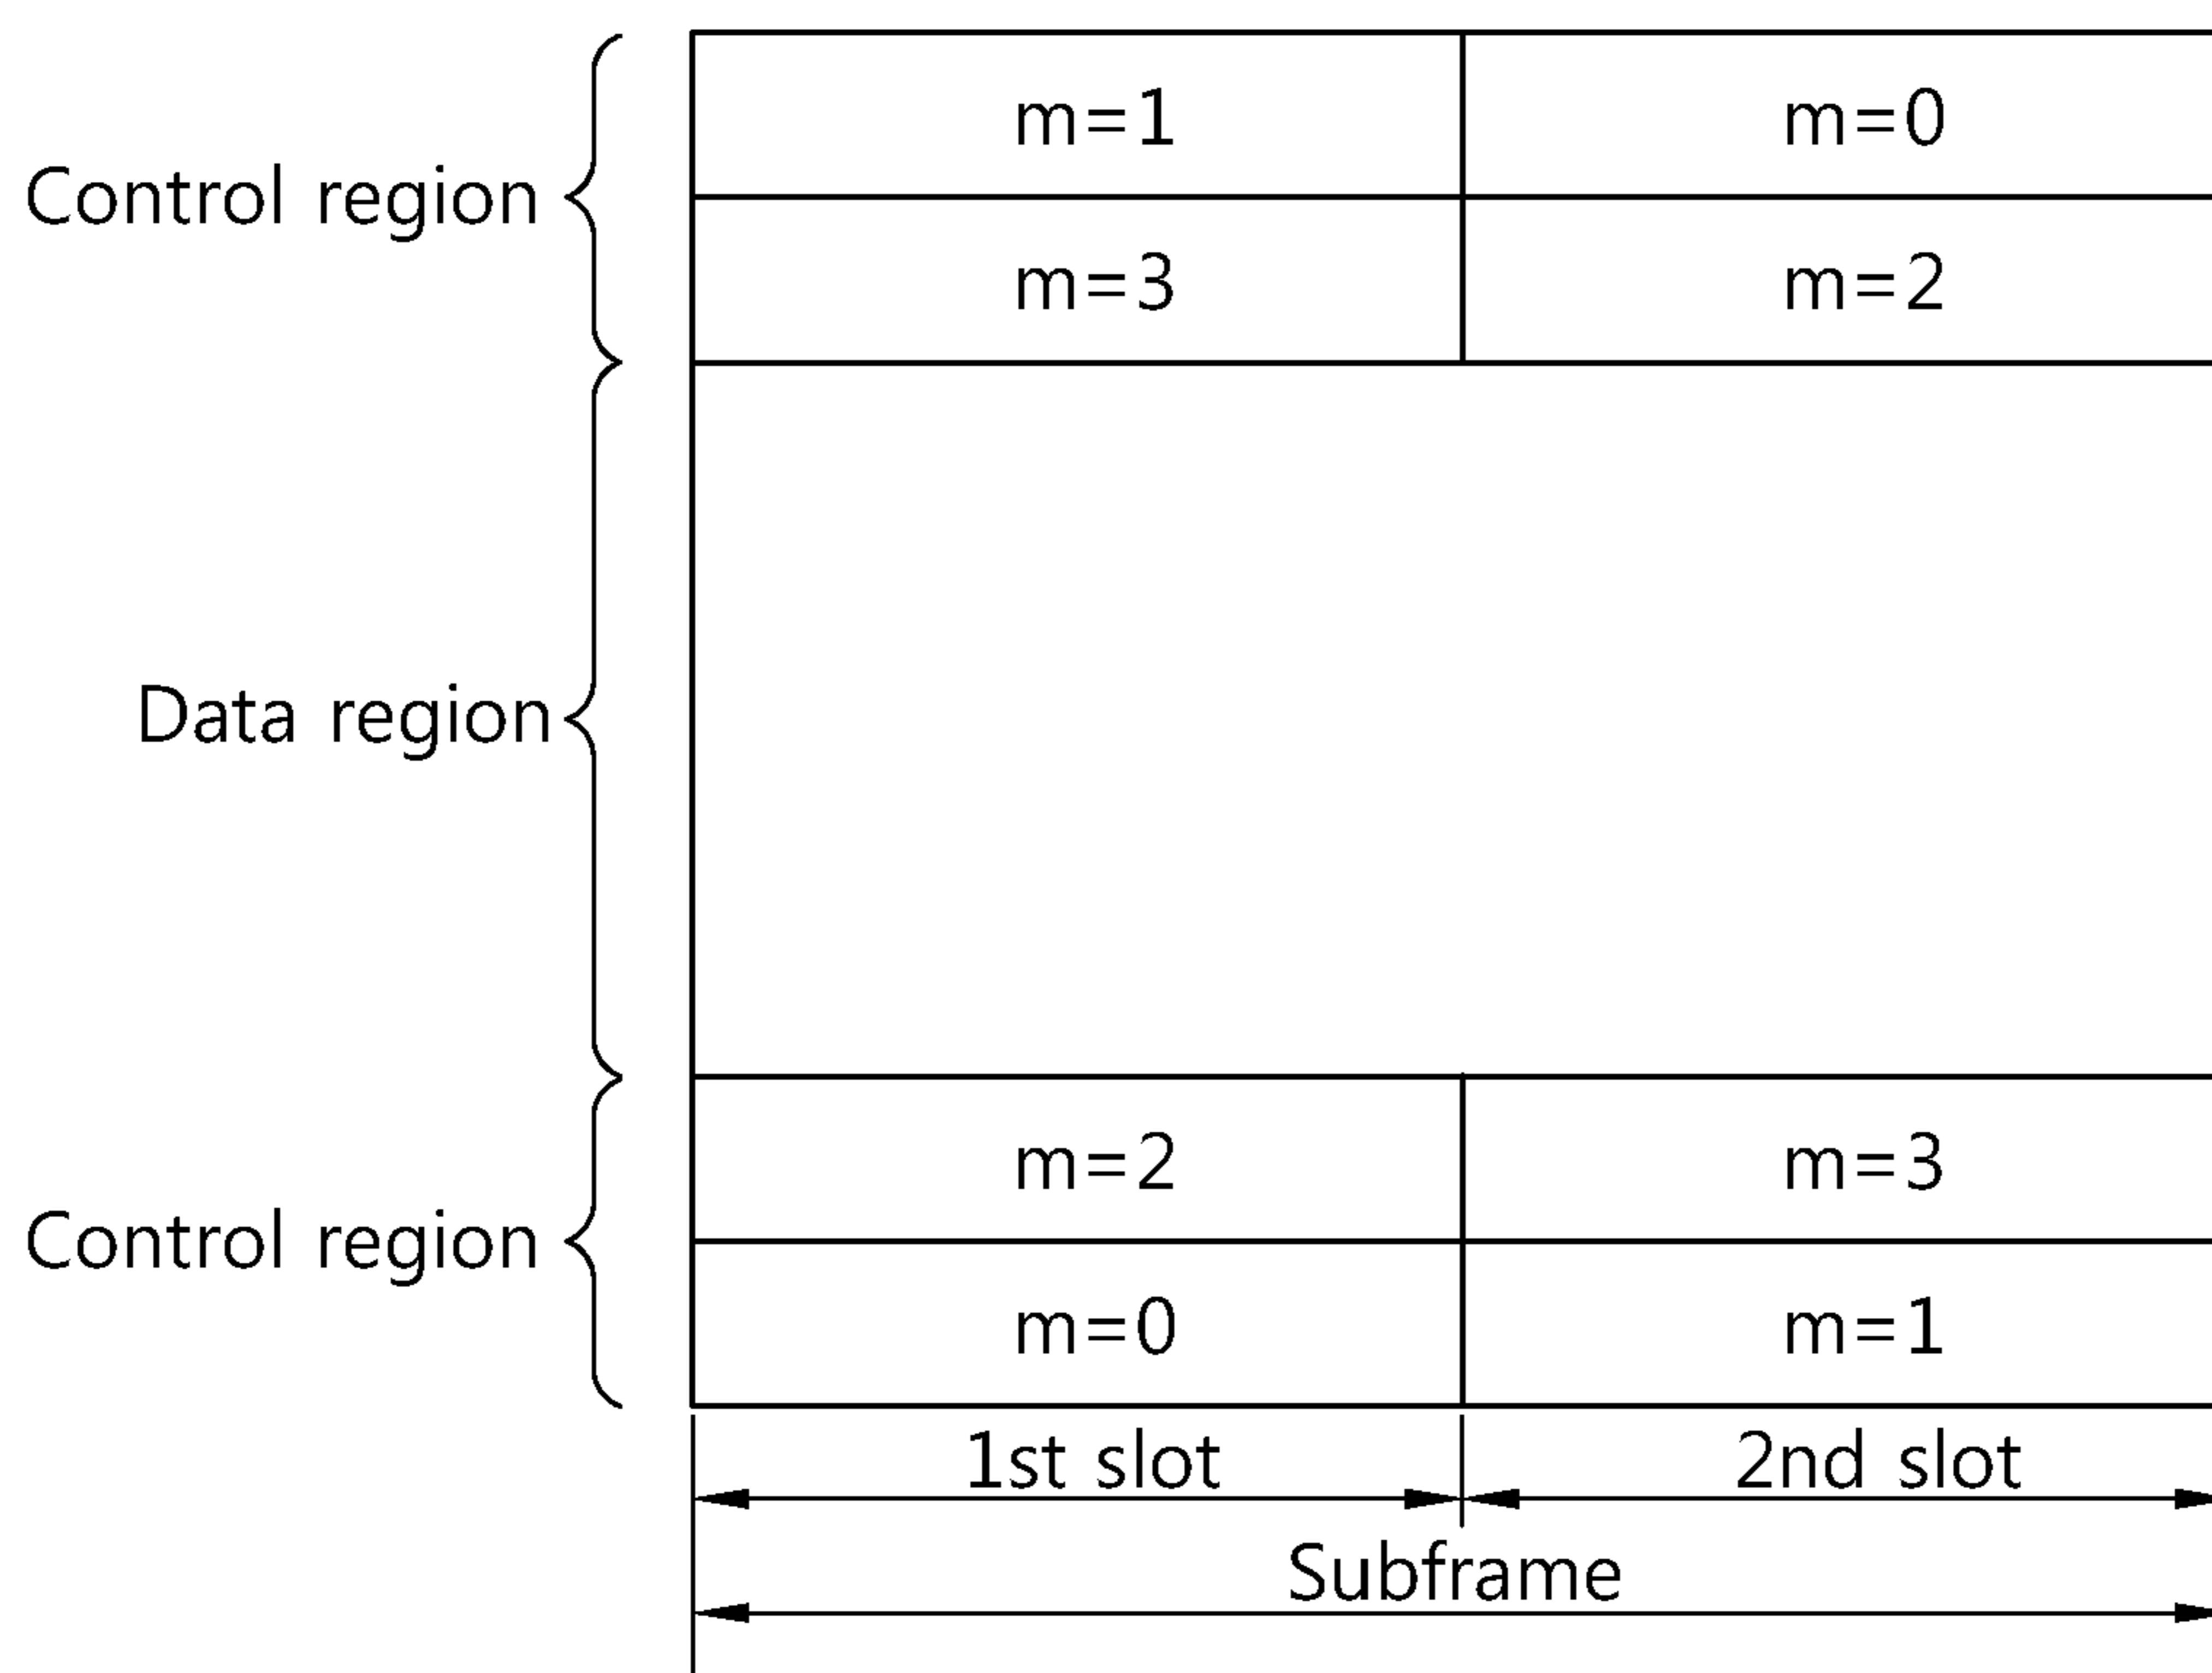 m=1 m=0
Control region
m=3 m=2
Data region
m=2 m=3
Control region
m=0 m=1
1st slot 2nd slot
Subframe